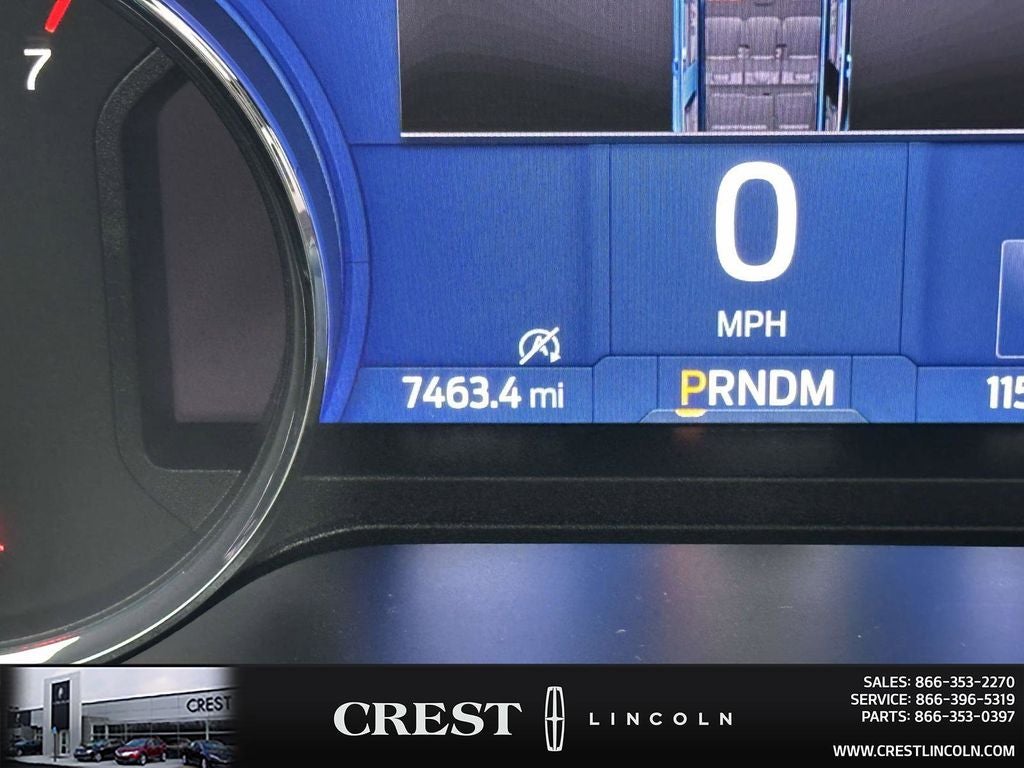 7
0
MPH
7463.4 mi
PRNDM
115
CREST
CREST LINCOLN
SALES: 866-353-2270
SERVICE: 866-396-5319
PARTS: 866-353-0397
WWW.CRESTLINCOLN.COM